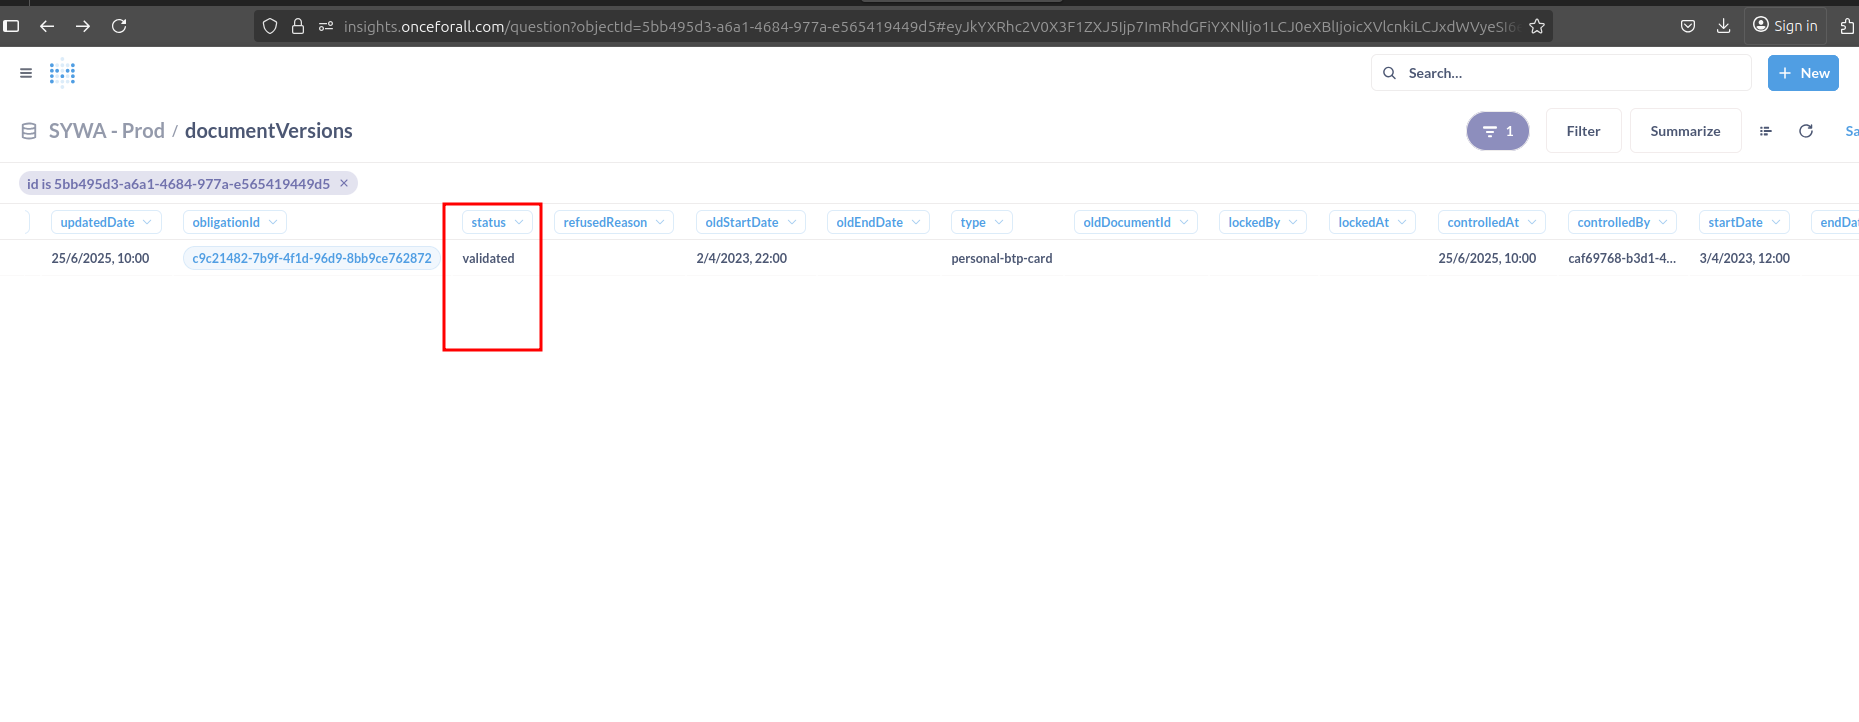 insights.onceforall.com/question?objectId=5bb495d3-a6a1-4684-977a-e565419449d5#eyJkYXRhc2V0X3F1ZXJ5Ijp7ImRhdGFiYXNlIjo1LCJ0eXBlIjoicXVlcnkiLCJxdWVyeSI6 Sign in
Search... + New
SYWA - Prod / documentVersions 1 Filter Summarize Sa
id is 5bb495d3-a6a1-4684-977a-e565419449d5 ×
updatedDate obligationId status refusedReason oldStartDate oldEndDate type oldDocumentId lockedBy lockedAt controlledAt controlledBy startDate endDat
25/6/2025, 10:00 c9c21482-7b9f-4f1d-96d9-8bb9ce762872 validated 2/4/2023, 22:00 personal-btp-card 25/6/2025, 10:00 caf69768-b3d1-4... 3/4/2023, 12:00